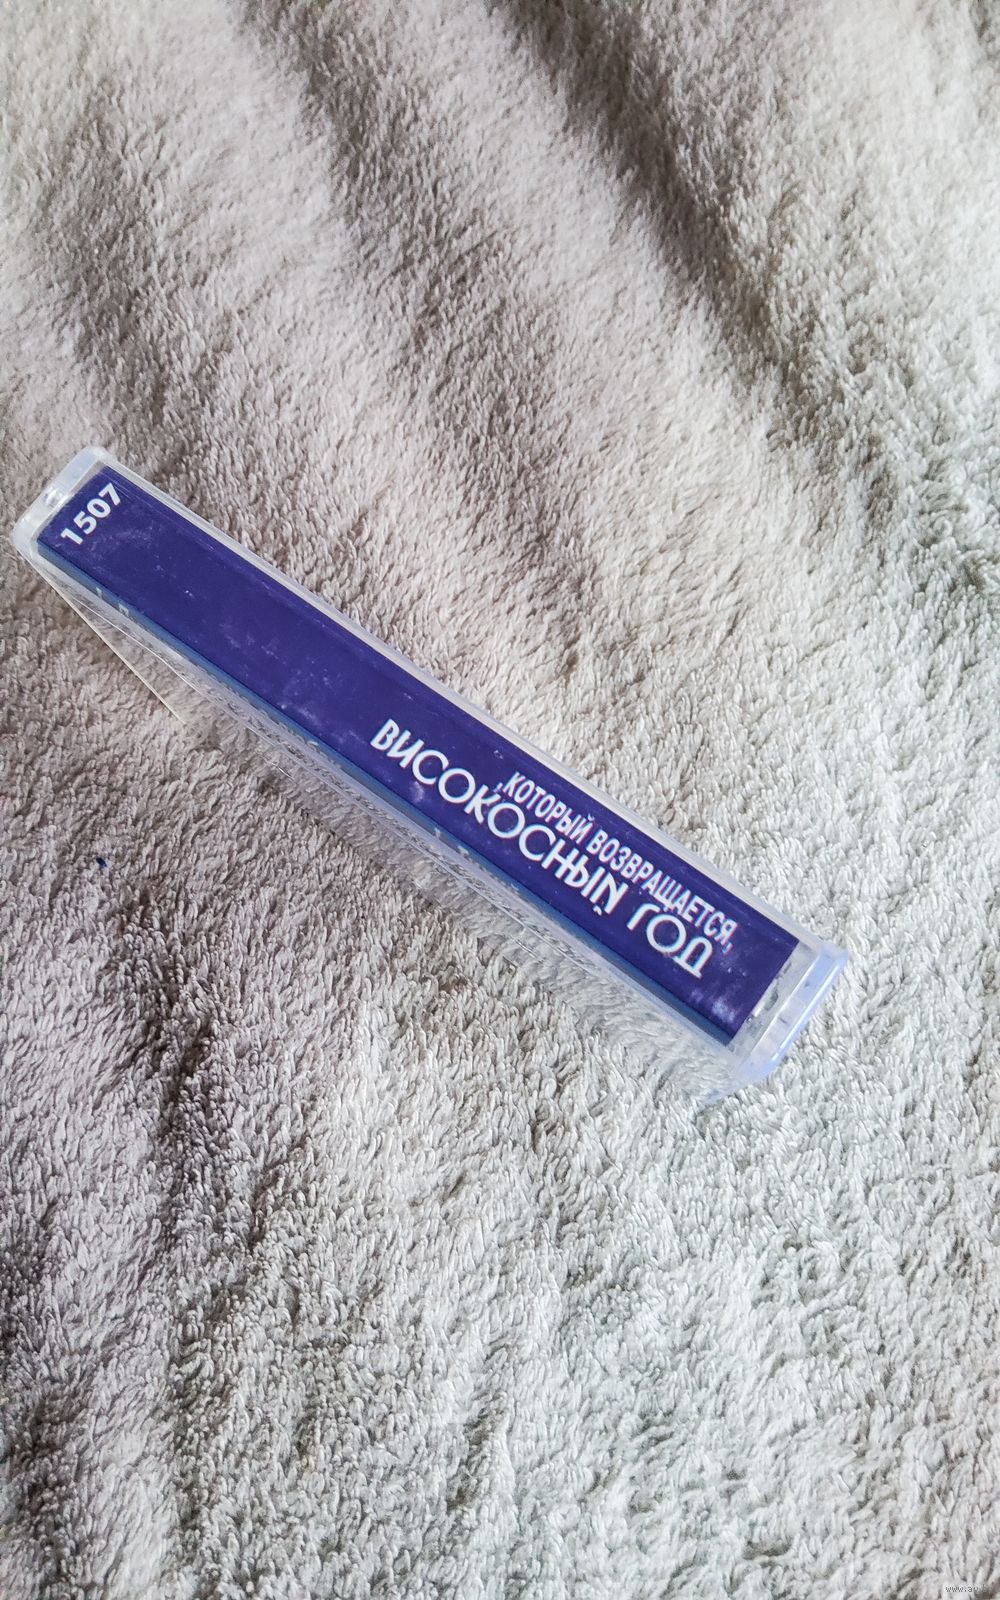 1507
,КОТОРЫЙ ВОЗВРАЩАЕТСЯ,
ВИСОКОСНЫЙ ГОД